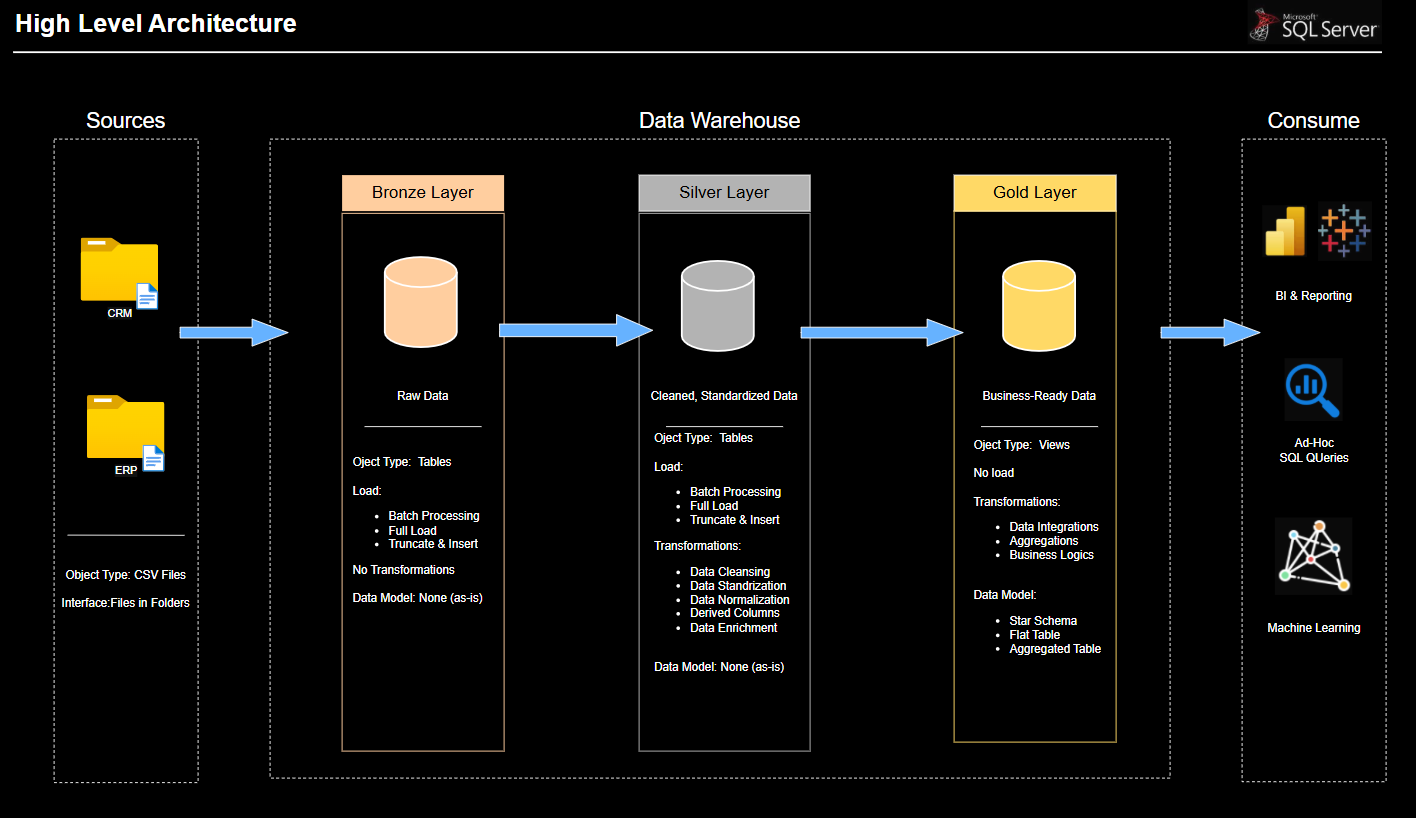 High Level Architecture
Microsoft®
SQL Server
Sources
CRM
ERP
Object Type: CSV Files
Interface:Files in Folders
Data Warehouse
Bronze Layer
Raw Data
Oject Type:  Tables
Load:
• Batch Processing
• Full Load
• Truncate & Insert
No Transformations
Data Model: None (as-is)
Silver Layer
Cleaned, Standardized Data
Oject Type:  Tables
Load:
• Batch Processing
• Full Load
• Truncate & Insert
Transformations:
• Data Cleansing
• Data Standrization
• Data Normalization
• Derived Columns
• Data Enrichment
Data Model: None (as-is)
Gold Layer
Business-Ready Data
Oject Type:  Views
No load
Transformations:
• Data Integrations
• Aggregations
• Business Logics
Data Model:
• Star Schema
• Flat Table
• Aggregated Table
Consume
BI & Reporting
Ad-Hoc
SQL QUeries
Machine Learning